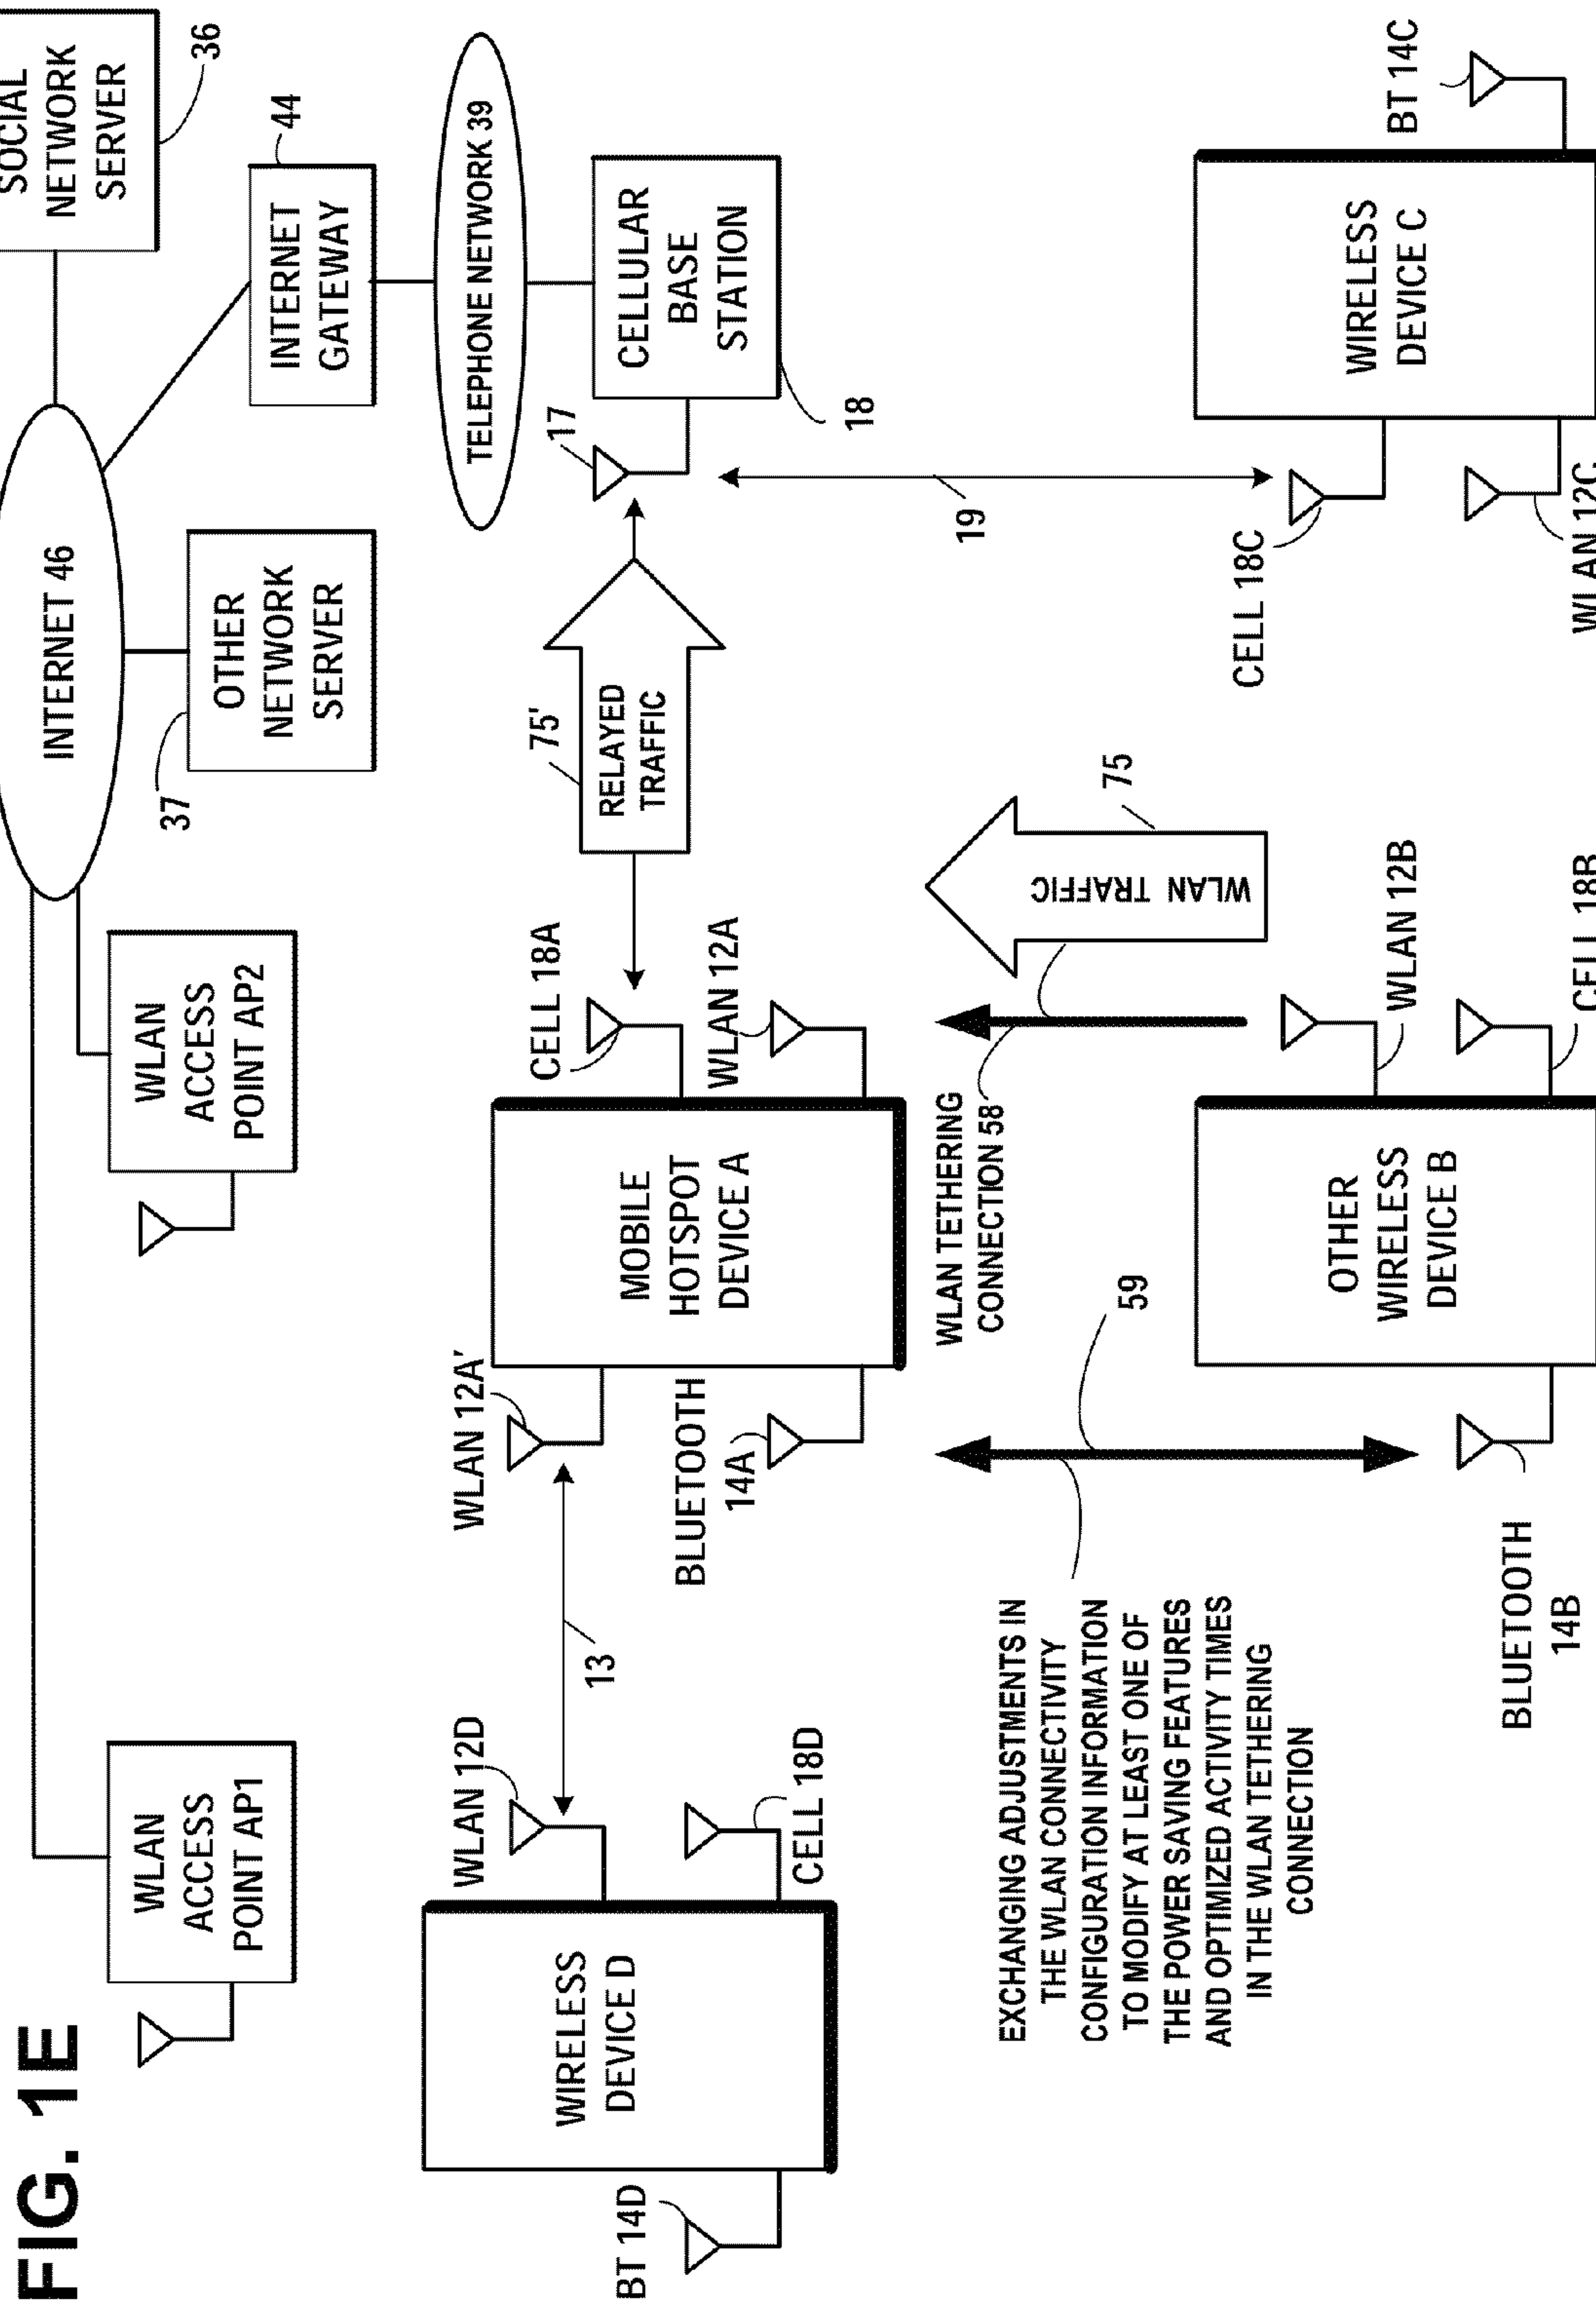 FIG. 1E
INTERNET 46
SOCIAL
NETWORK
SERVER
36
WLAN
ACCESS
POINT AP1
WLAN
ACCESS
POINT AP2
37
OTHER
NETWORK
SERVER
INTERNET
GATEWAY
44
TELEPHONE NETWORK 39
CELLULAR
BASE
STATION
17
18
BT 14D
WIRELESS
DEVICE D
WLAN 12D
CELL 18D
13
WLAN 12A'
BLUETOOTH
14A
MOBILE
HOTSPOT
DEVICE A
CELL 18A
WLAN 12A
75'
RELAYED
TRAFFIC
19
EXCHANGING ADJUSTMENTS IN
THE WLAN CONNECTIVITY
CONFIGURATION INFORMATION
TO MODIFY AT LEAST ONE OF
THE POWER SAVING FEATURES
AND OPTIMIZED ACTIVITY TIMES
IN THE WLAN TETHERING
CONNECTION
59
WLAN TETHERING
CONNECTION 58
WLAN TRAFFIC
75
BLUETOOTH
14B
OTHER
WIRELESS
DEVICE B
WLAN 12B
CELL 18B
CELL 18C
WLAN 12C
WIRELESS
DEVICE C
BT 14C